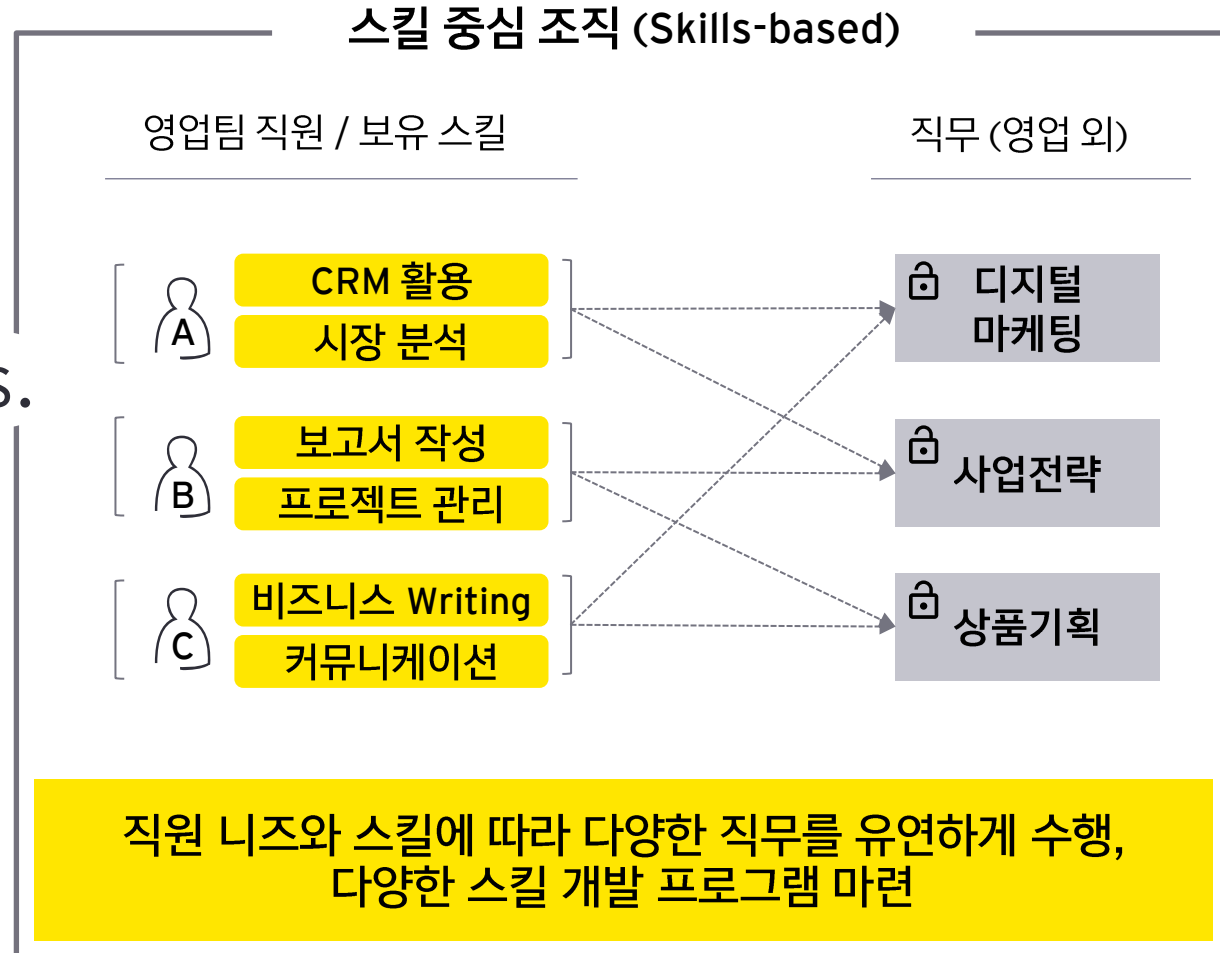 스킬 중심 조직 (Skills-based)
영업팀 직원 / 보유 스킬
직무 (영업 외)
A
CRM 활용
시장 분석
디지털
마케팅
s.
B
보고서 작성
프로젝트 관리
사업전략
C
비즈니스 Writing
커뮤니케이션
상품기획
직원 니즈와 스킬에 따라 다양한 직무를 유연하게 수행,
다양한 스킬 개발 프로그램 마련